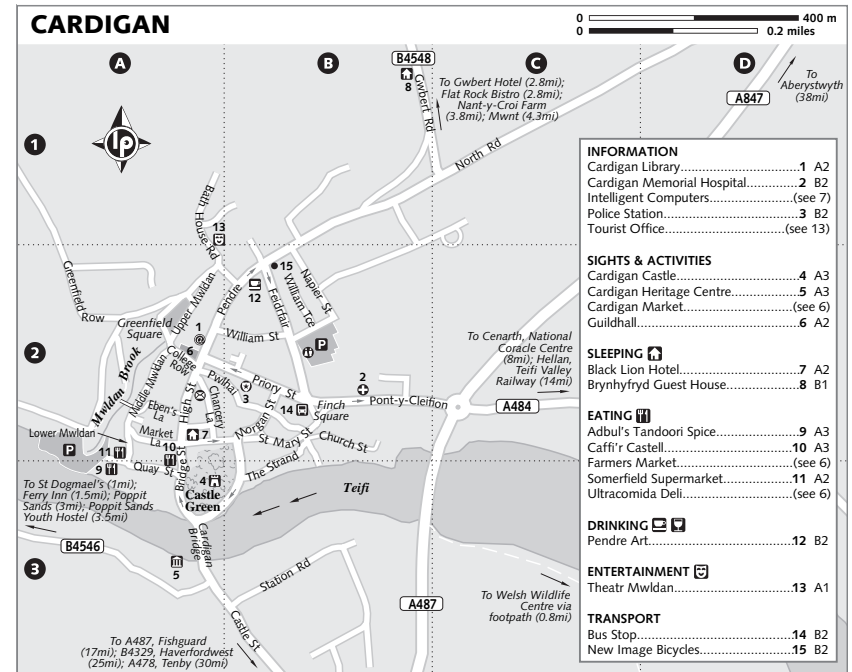 CARDIGAN
0 400 m
0 0.2 miles
A
B
C
D
1
2
3
lp
B4548
8
Gwbert Rd
To Gwbert Hotel (2.8mi);
Flat Rock Bistro (2.8mi);
Nant-y-Croi Farm
(3.8mi); Mwnt (4.3mi)
A847
To
Aberystwyth
(38mi)
North Rd
Bath
House Rd
13
15
12
Napier St
William Tce
Feidrfair
Pendre
Upper Mwldan
Greenfield
Row
Greenfield
Square
1
William St
P
6
College
Row
Mwldan Brook
Middle Mwldan
Pwlhai
Priory St
3
2
High St
Chancery
La
Eben's
La
Market
La
Morgan St
14
Finch
Square
Pont-y-Cleifion
A484
To Cenarth, National
Coracle Centre
(8mi); Hellan,
Teifi Valley
Railway (14mi)
Lower Mwldan
P
11
10
7
St Mary St
Church St
9
Quay St
Bridge St
The Strand
4
Castle
Green
Teifi
To St Dogmael's (1mi);
Ferry Inn (1.5mi); Poppit
Sands (3mi); Poppit Sands
Youth Hostel (3.5mi)
B4546
Cardigan
Bridge
5
Station Rd
Castle St
A487
To Welsh Wildlife
Centre via
footpath (0.8mi)
To A487, Fishguard
(17mi); B4329, Haverfordwest
(25mi); A478, Tenby (30mi)
INFORMATION
Cardigan Library..............................1 A2
Cardigan Memorial Hospital..............2 B2
Intelligent Computers....................(see 7)
Police Station..................................3 B2
Tourist Office..............................(see 13)
SIGHTS & ACTIVITIES
Cardigan Castle...............................4 A3
Cardigan Heritage Centre.................5 A3
Cardigan Market...........................(see 6)
Guildhall.........................................6 A2
SLEEPING
Black Lion Hotel..............................7 A2
Brynhyfryd Guest House..................8 B1
EATING
Adbul's Tandoori Spice....................9 A3
Caffi'r Castell................................10 A3
Farmers Market............................(see 6)
Somerfield Supermarket................11 A2
Ultracomida Deli..........................(see 6)
DRINKING
Pendre Art....................................12 B2
ENTERTAINMENT
Theatr Mwldan.............................13 A1
TRANSPORT
Bus Stop.......................................14 B2
New Image Bicycles......................15 B2